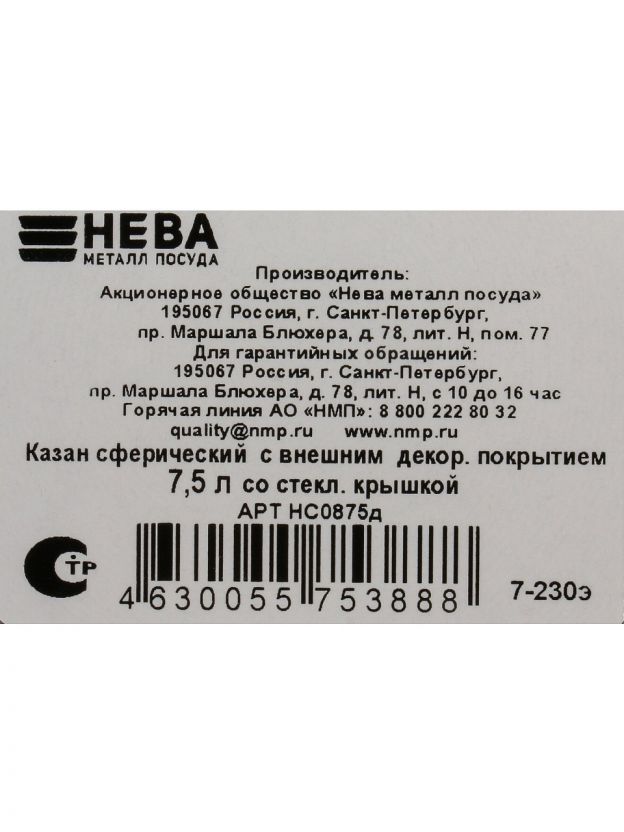 НЕВА
МЕТАЛЛ ПОСУДА
Производитель:
Акционерное общество «Нева металл посуда»
195067 Россия, г. Санкт-Петербург,
пр. Маршала Блюхера, д. 78, лит. Н, пом. 77
Для гарантийных обращений:
195067 Россия, г. Санкт-Петербург,
пр. Маршала Блюхера, д. 78, лит. Н, с 10 до 16 час
Горячая линия АО «НМП»: 8 800 222 80 32
quality@nmp.ru www.nmp.ru
Казан сферический с внешним декор. покрытием
7,5 л со стекл. крышкой
АРТ НС0875д
СТР
4 630055 753888
7-230э